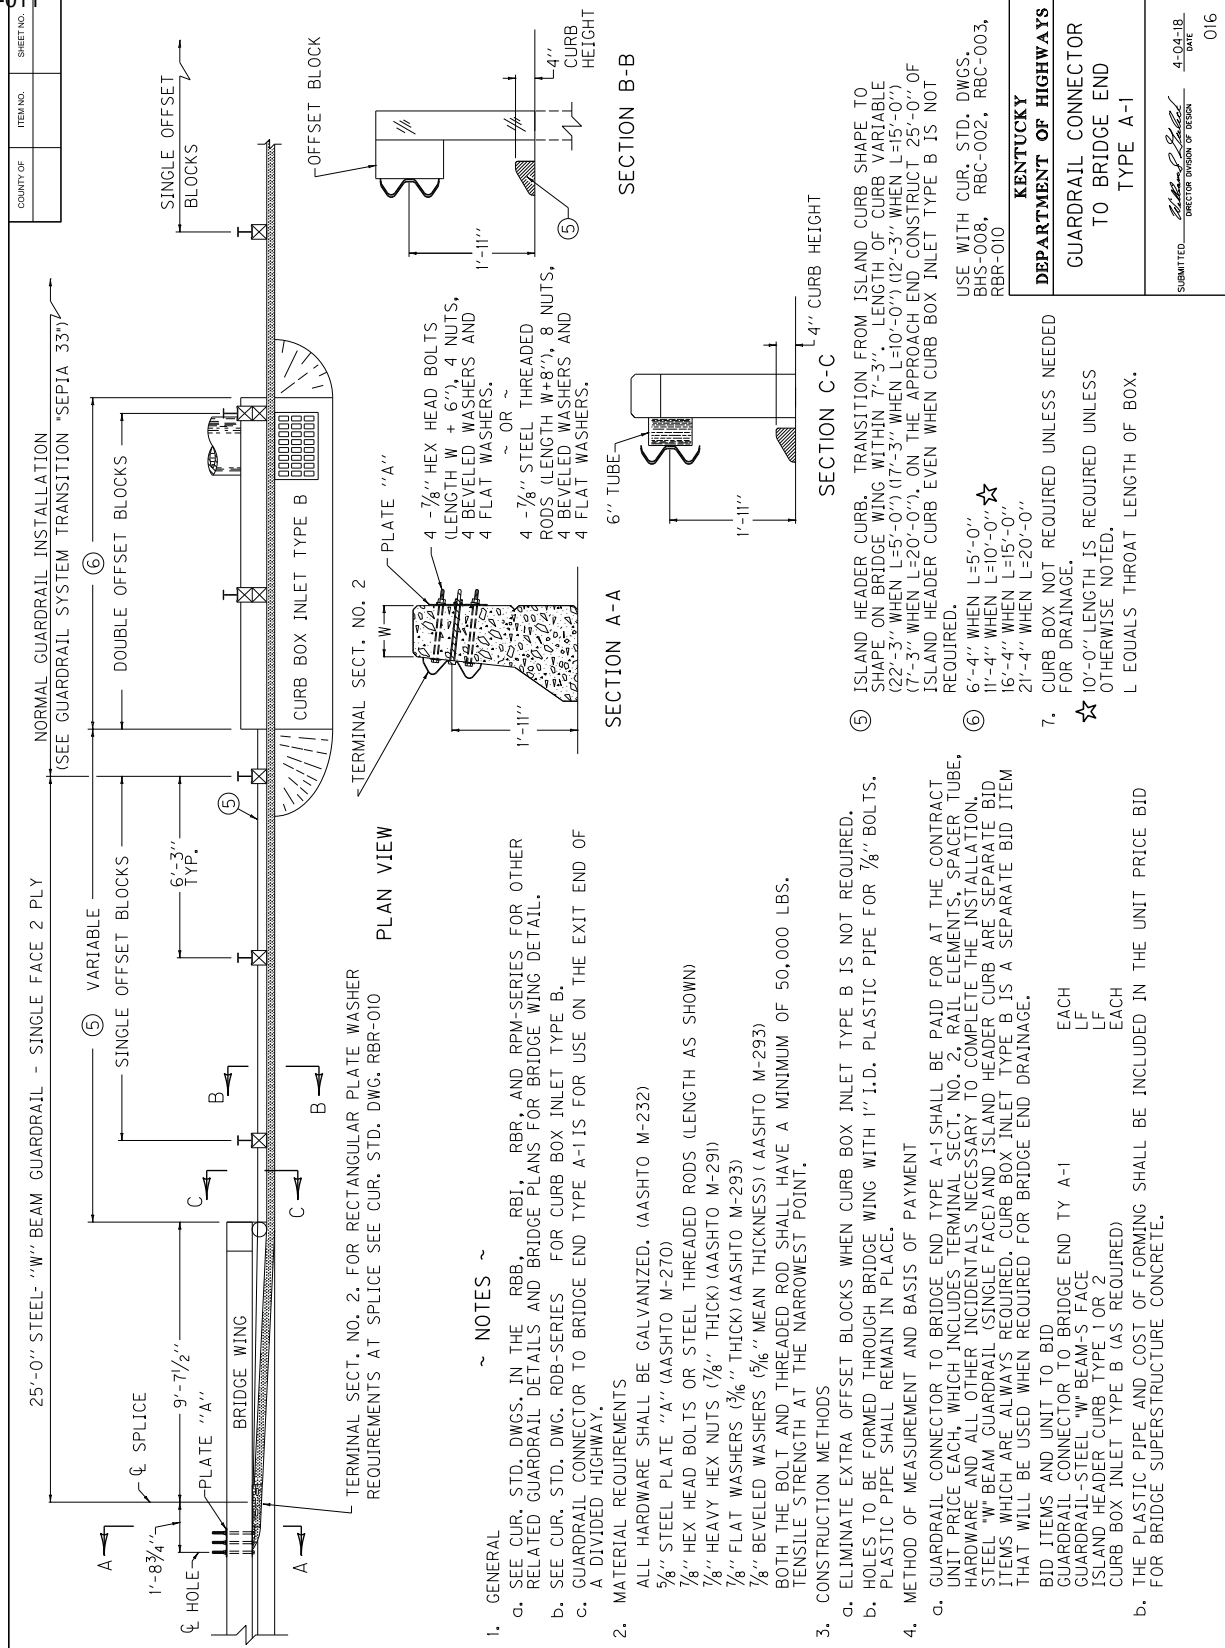 COUNTY OF
ITEM NO.
SHEET NO.
25'-0" STEEL-"W" BEAM GUARDRAIL - SINGLE FACE 2 PLY
NORMAL GUARDRAIL INSTALLATION
(SEE GUARDRAIL SYSTEM TRANSITION "SEPIA 33")
⑤ VARIABLE
⑥
SINGLE OFFSET BLOCKS
DOUBLE OFFSET BLOCKS
SINGLE OFFSET
BLOCKS
℄ SPLICE
9'-7 1/2"
1'-8 3/4"
℄ HOLE
PLATE "A"
BRIDGE WING
A
A
C
C
B
B
6'-3"
TYP.
⑤
CURB BOX INLET TYPE B
TERMINAL SECT. NO. 2. FOR RECTANGULAR PLATE WASHER
REQUIREMENTS AT SPLICE SEE CUR. STD. DWG. RBR-010
PLAN VIEW
TERMINAL SECT. NO. 2
W
PLATE "A"
1'-11"
4 -7/8" HEX HEAD BOLTS
(LENGTH W + 6"), 4 NUTS,
4 BEVELED WASHERS AND
4 FLAT WASHERS.
~ OR ~
4 -7/8" STEEL THREADED
RODS (LENGTH W+8"), 8 NUTS,
4 BEVELED WASHERS AND
4 FLAT WASHERS.
SECTION A-A
OFFSET BLOCK
1'-11"
4"
CURB
HEIGHT
⑤
SECTION B-B
6" TUBE
1'-11"
4" CURB HEIGHT
SECTION C-C
~ NOTES ~
1. GENERAL
a. SEE CUR. STD. DWGS. IN THE RBB, RBI, RBR, AND RPM-SERIES FOR OTHER
RELATED GUARDRAIL DETAILS AND BRIDGE PLANS FOR BRIDGE WING DETAIL.
b. SEE CUR. STD. DWG. RDB-SERIES FOR CURB BOX INLET TYPE B.
c. GUARDRAIL CONNECTOR TO BRIDGE END TYPE A-1 IS FOR USE ON THE EXIT END OF
A DIVIDED HIGHWAY.
2. MATERIAL REQUIREMENTS
ALL HARDWARE SHALL BE GALVANIZED. (AASHTO M-232)
5/8" STEEL PLATE "A" (AASHTO M-270)
7/8" HEX HEAD BOLTS OR STEEL THREADED RODS (LENGTH AS SHOWN)
7/8" HEAVY HEX NUTS (7/8" THICK) (AASHTO M-291)
7/8" FLAT WASHERS (3/16" THICK) (AASHTO M-293)
7/8" BEVELED WASHERS (5/16" MEAN THICKNESS) (AASHTO M-293)
BOTH THE BOLT AND THREADED ROD SHALL HAVE A MINIMUM OF 50,000 LBS.
TENSILE STRENGTH AT THE NARROWEST POINT.
3. CONSTRUCTION METHODS
a. ELIMINATE EXTRA OFFSET BLOCKS WHEN CURB BOX INLET TYPE B IS NOT REQUIRED.
b. HOLES TO BE FORMED THROUGH BRIDGE WING WITH 1" I.D. PLASTIC PIPE FOR 7/8" BOLTS.
PLASTIC PIPE SHALL REMAIN IN PLACE.
4. METHOD OF MEASUREMENT AND BASIS OF PAYMENT
a. GUARDRAIL CONNECTOR TO BRIDGE END TYPE A-1 SHALL BE PAID FOR AT THE CONTRACT
UNIT PRICE EACH, WHICH INCLUDES TERMINAL SECT. NO. 2, RAIL ELEMENTS, SPACER TUBE,
HARDWARE AND ALL OTHER INCIDENTALS NECESSARY TO COMPLETE THE INSTALLATION.
STEEL "W" BEAM GUARDRAIL (SINGLE FACE) AND ISLAND HEADER CURB ARE SEPARATE BID
ITEMS WHICH ARE ALWAYS REQUIRED. CURB BOX INLET TYPE B IS A SEPARATE BID ITEM
THAT WILL BE USED WHEN REQUIRED FOR BRIDGE END DRAINAGE.
BID ITEMS AND UNIT TO BID
GUARDRAIL CONNECTOR TO BRIDGE END TY A-1 EACH
GUARDRAIL-STEEL "W" BEAM-S FACE LF
ISLAND HEADER CURB TYPE 1 OR 2 LF
CURB BOX INLET TYPE B (AS REQUIRED) EACH
b. THE PLASTIC PIPE AND COST OF FORMING SHALL BE INCLUDED IN THE UNIT PRICE BID
FOR BRIDGE SUPERSTRUCTURE CONCRETE.
⑤ ISLAND HEADER CURB. TRANSITION FROM ISLAND CURB SHAPE TO
SHAPE ON BRIDGE WING WITHIN 7'-3". LENGTH OF CURB VARIABLE
(22'-3" WHEN L=5'-0") (17'-3" WHEN L=10'-0") (12'-3" WHEN L=15'-0")
(7'-3" WHEN L=20'-0"). ON THE APPROACH END CONSTRUCT 25'-0" OF
ISLAND HEADER CURB EVEN WHEN CURB BOX INLET TYPE B IS NOT
REQUIRED.
⑥ 6'-4" WHEN L=5'-0"
11'-4" WHEN L=10'-0" ☆
16'-4" WHEN L=15'-0"
21'-4" WHEN L=20'-0"
7. CURB BOX NOT REQUIRED UNLESS NEEDED
FOR DRAINAGE.
☆ 10'-0" LENGTH IS REQUIRED UNLESS
OTHERWISE NOTED.
L EQUALS THROAT LENGTH OF BOX.
USE WITH CUR. STD. DWGS.
BHS-008, RBC-002, RBC-003,
RBR-010
KENTUCKY
DEPARTMENT OF HIGHWAYS
GUARDRAIL CONNECTOR
TO BRIDGE END
TYPE A-1
SUBMITTED
DIRECTOR DIVISION OF DESIGN
4-04-18
DATE
016